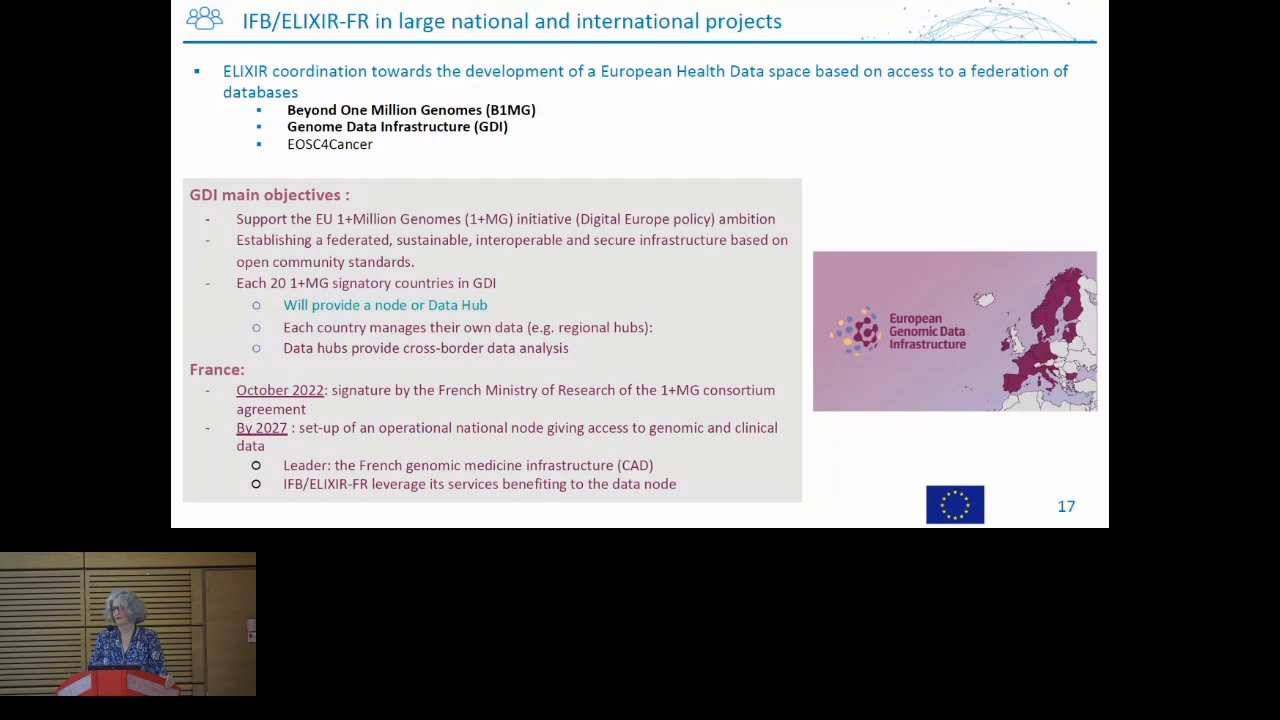 IFB/ELIXIR-FR in large national and international projects
▪ ELIXIR coordination towards the development of a European Health Data space based on access to a federation of
databases
▪ Beyond One Million Genomes (B1MG)
▪ Genome Data Infrastructure (GDI)
▪ EOSC4Cancer
GDI main objectives :
- Support the EU 1+Million Genomes (1+MG) initiative (Digital Europe policy) ambition
- Establishing a federated, sustainable, interoperable and secure infrastructure based on
open community standards.
- Each 20 1+MG signatory countries in GDI
o Will provide a node or Data Hub
o Each country manages their own data (e.g. regional hubs):
o Data hubs provide cross-border data analysis
France:
- October 2022: signature by the French Ministry of Research of the 1+MG consortium
agreement
- By 2027 : set-up of an operational national node giving access to genomic and clinical
data
o Leader: the French genomic medicine infrastructure (CAD)
o IFB/ELIXIR-FR leverage its services benefiting to the data node
European
Genomic Data
Infrastructure
17